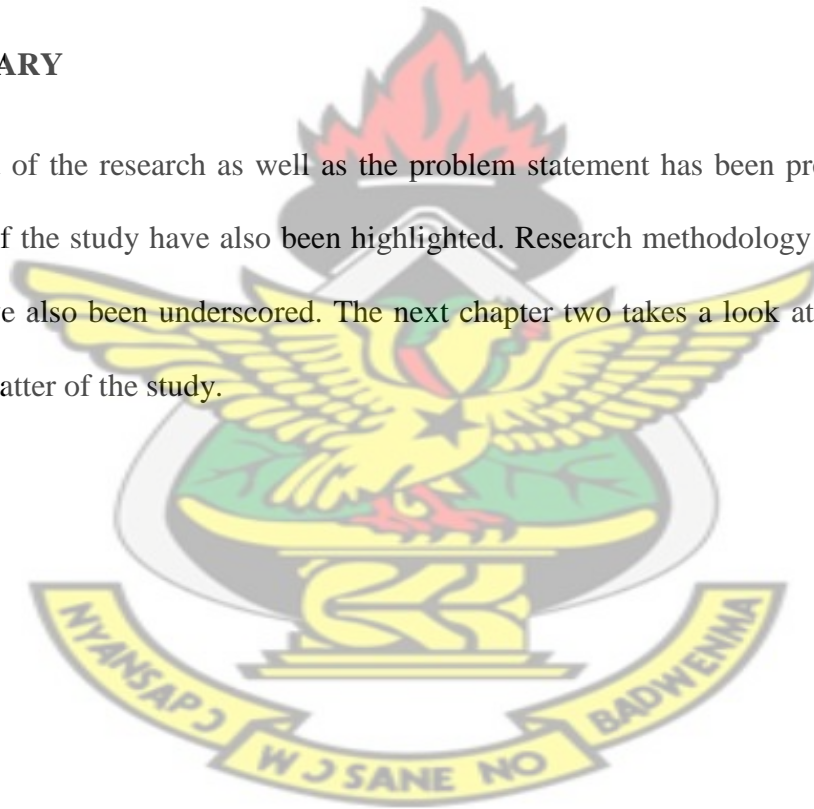 ARY
of the research as well as the problem statement has been pro
f the study have also been highlighted. Research methodology
e also been underscored. The next chapter two takes a look at
atter of the study.
NYANSAPƆ WƆSANE NO BADWENMA